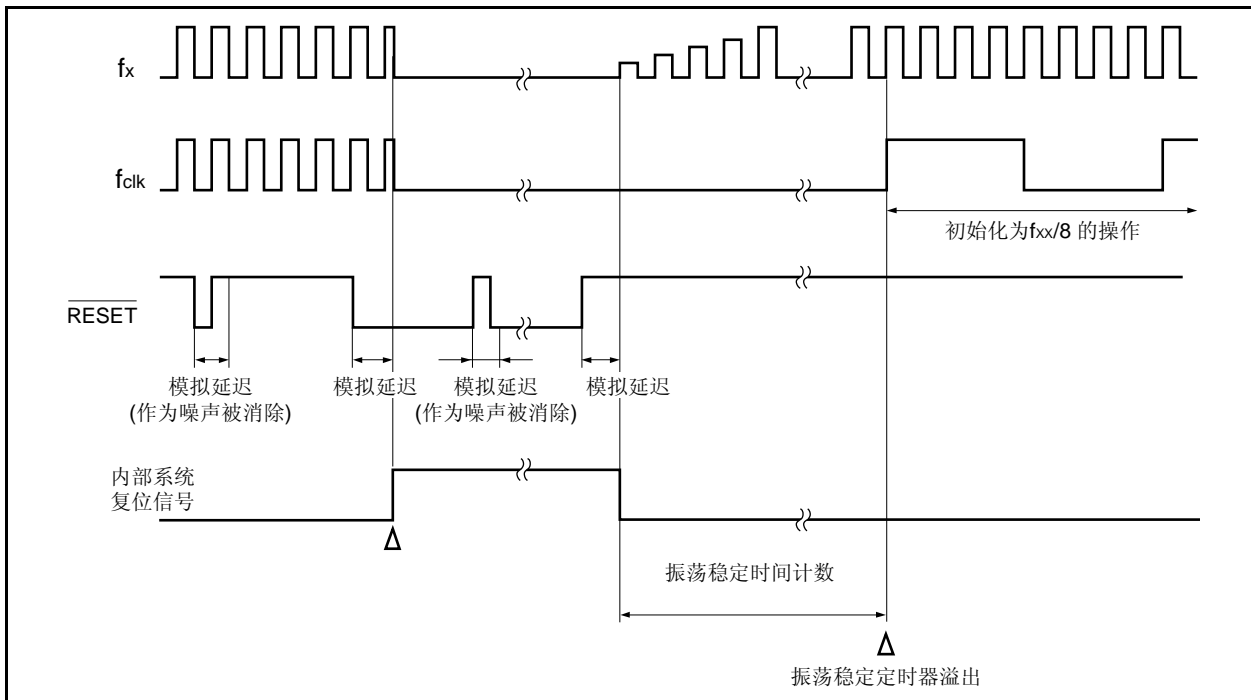 fx
fclk
初始化为fxx/8 的操作
RESET
模拟延迟
(作为噪声被消除)
模拟延迟
模拟延迟
(作为噪声被消除)
模拟延迟
内部系统
复位信号
振荡稳定时间计数
振荡稳定定时器溢出